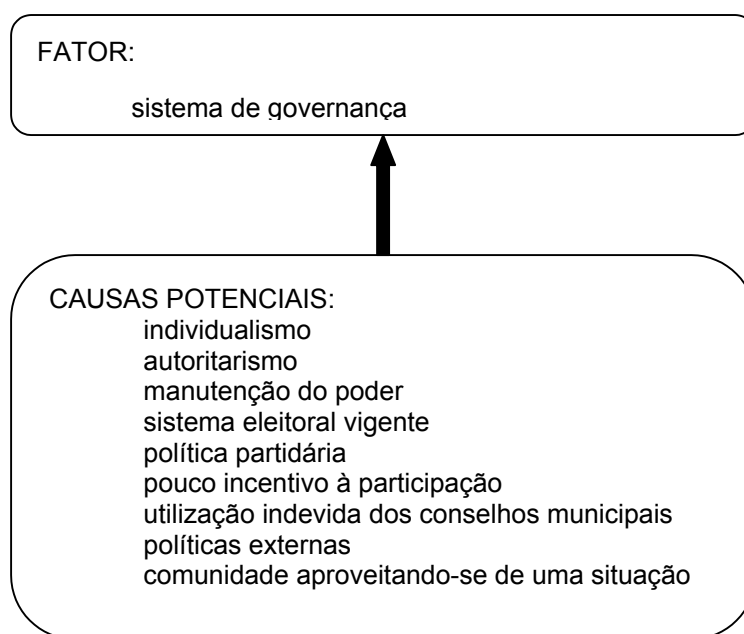 FATOR:
sistema de governança
CAUSAS POTENCIAIS:
individualismo
autoritarismo
manutenção do poder
sistema eleitoral vigente
política partidária
pouco incentivo à participação
utilização indevida dos conselhos municipais
políticas externas
comunidade aproveitando-se de uma situação